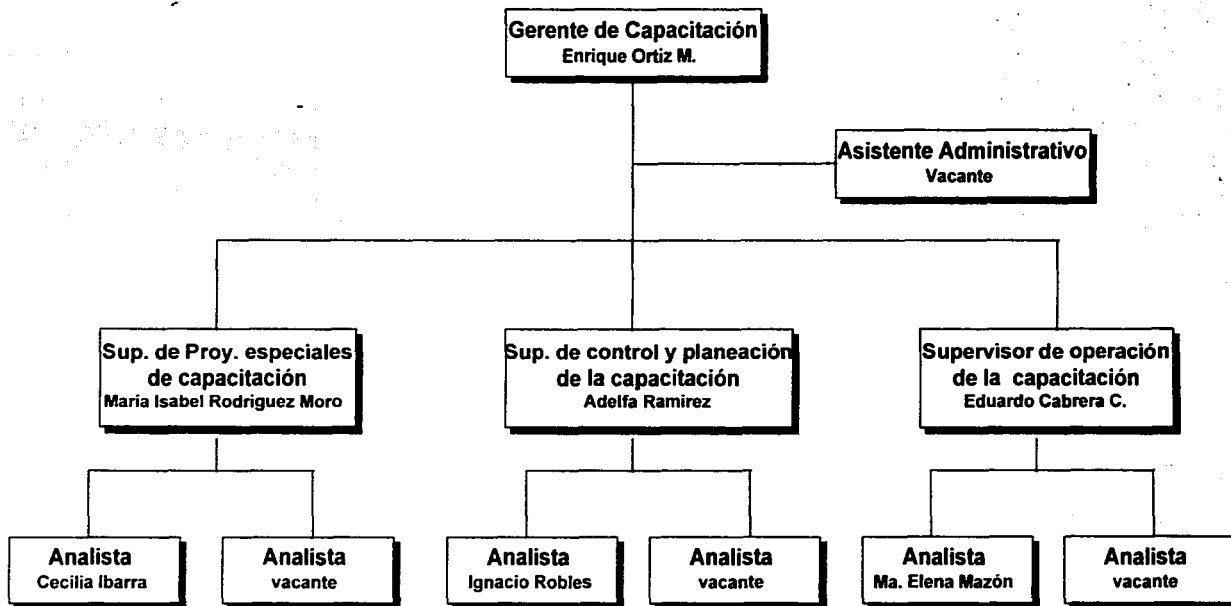 Gerente de Capacitación
Enrique Ortiz M.
Asistente Administrativo
Vacante
Sup. de Proy. especiales
de capacitación
María Isabel Rodriguez Moro
Sup. de control y planeación
de la capacitación
Adelfa Ramirez
Supervisor de operación
de la capacitación
Eduardo Cabrera C.
Analista
Cecilia Ibarra
Analista
vacante
Analista
Ignacio Robles
Analista
vacante
Analista
Ma. Elena Mazón
Analista
vacante